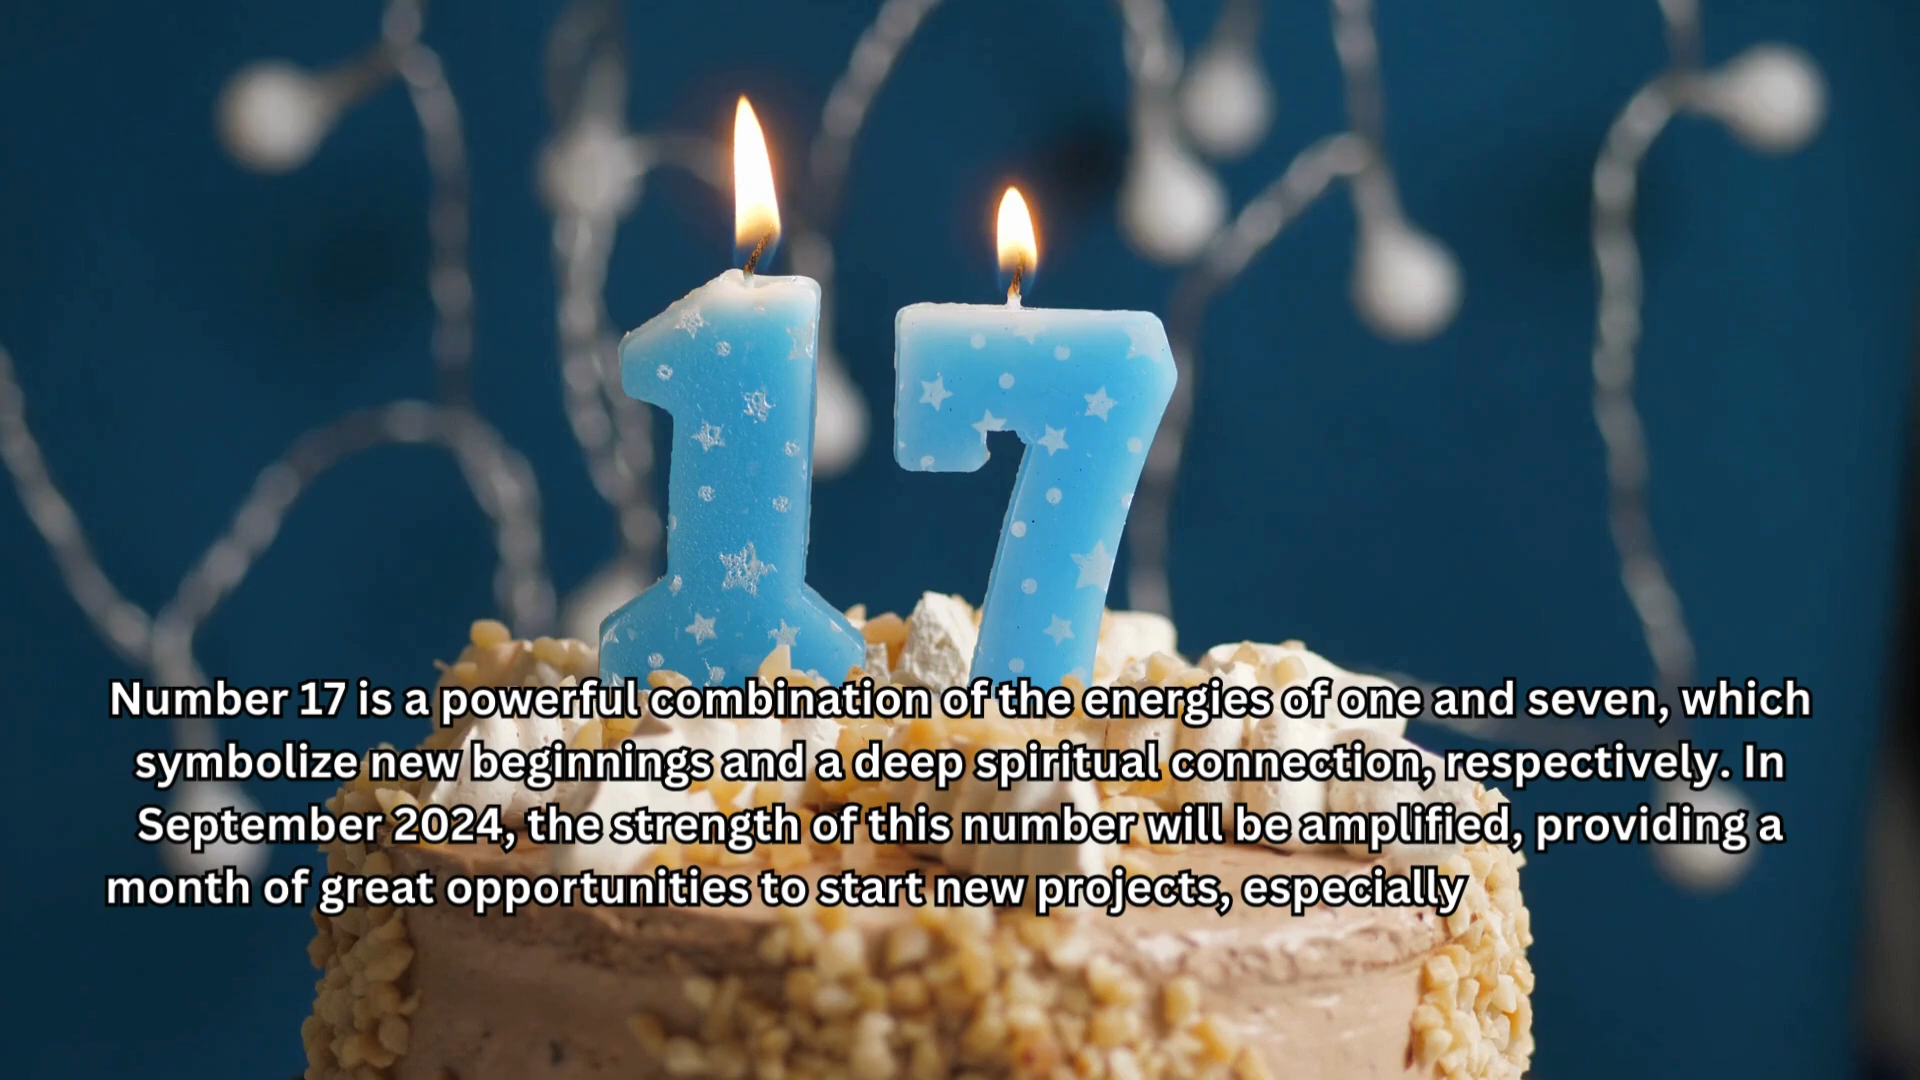 17
Number 17 is a powerful combination of the energies of one and seven, which
symbolize new beginnings and a deep spiritual connection, respectively. In
September 2024, the strength of this number will be amplified, providing a
month of great opportunities to start new projects, especially